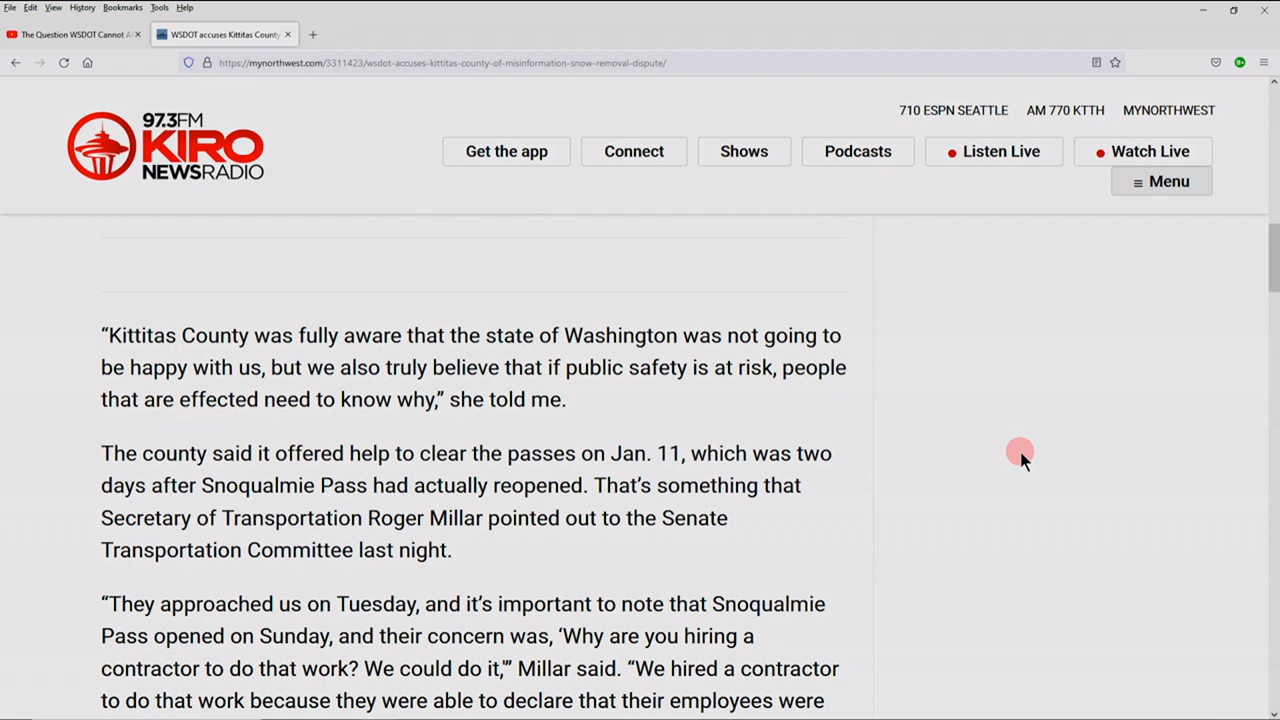 File Edit View History Bookmarks Tools Help
The Question WSDOT Cannot A
WSDOT accuses Kittitas County
https://mynorthwest.com/3311423/wsdot-accuses-kittitas-county-of-misinformation-snow-removal-dispute/
710 ESPN SEATTLE AM 770 KTTH MYNORTHWEST
97.3FM
KIRO
NEWSRADIO
Get the app Connect Shows Podcasts Listen Live Watch Live
Menu
“Kittitas County was fully aware that the state of Washington was not going to
be happy with us, but we also truly believe that if public safety is at risk, people
that are effected need to know why,” she told me.
The county said it offered help to clear the passes on Jan. 11, which was two
days after Snoqualmie Pass had actually reopened. That’s something that
Secretary of Transportation Roger Millar pointed out to the Senate
Transportation Committee last night.
“They approached us on Tuesday, and it’s important to note that Snoqualmie
Pass opened on Sunday, and their concern was, ‘Why are you hiring a
contractor to do that work? We could do it,’” Millar said. “We hired a contractor
to do that work because they were able to declare that their employees were